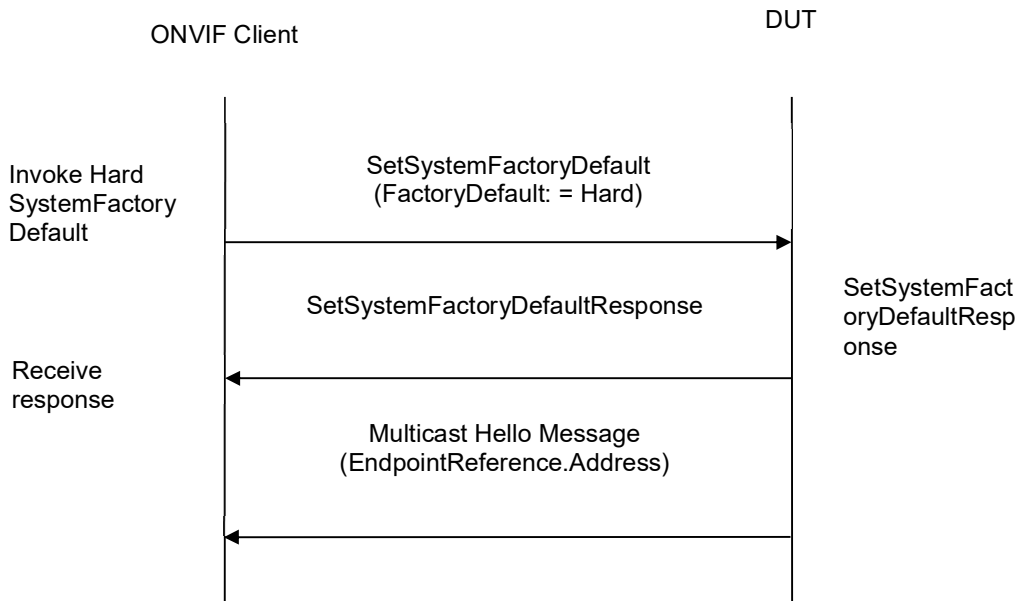 DUT
ONVIF Client
SetSystemFactoryDefault
(FactoryDefault: = Hard)
Invoke Hard
SystemFactory
Default
SetSystemFactoryDefaultResponse
SetSystemFact
oryDefaultResp
onse
Receive
response
Multicast Hello Message
(EndpointReference.Address)